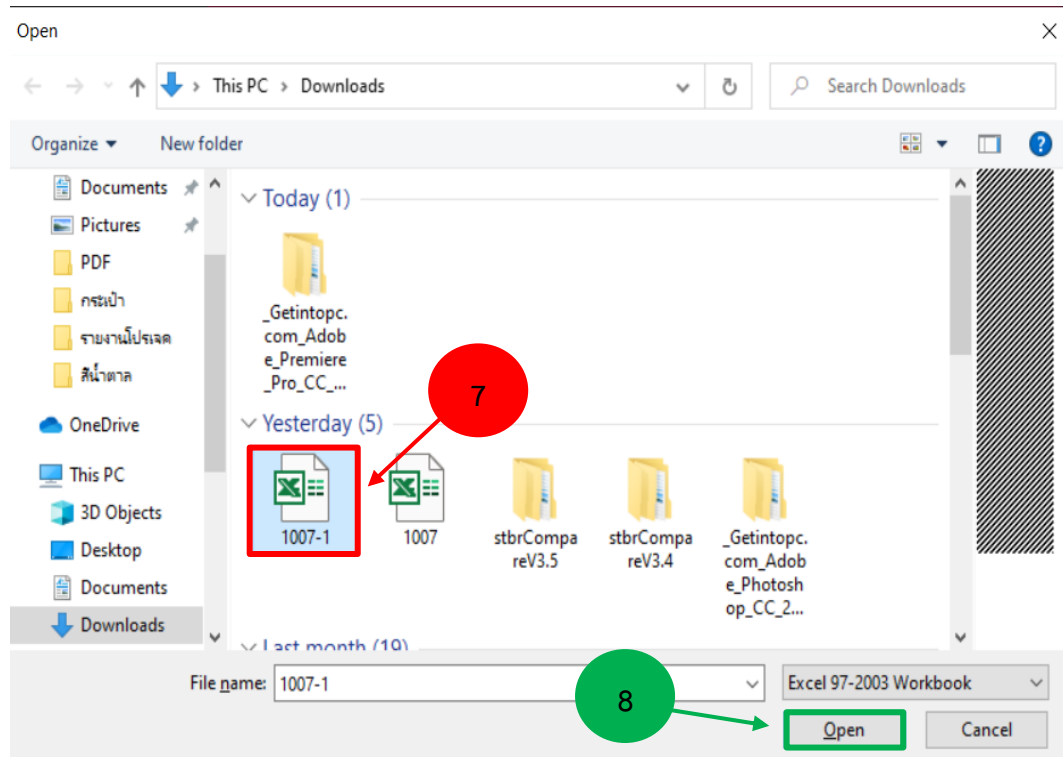 Open
This PC > Downloads
Search Downloads
Organize
New folder
Documents
Pictures
PDF
กระเป๋า
รายงานโปรเจค
สีน้ำตาล
OneDrive
This PC
3D Objects
Desktop
Documents
Downloads
Today (1)
_Getintopc.
com_Adob
e_Premiere
_Pro_CC_...
7
Yesterday (5)
1007-1
1007
stbrCompa
reV3.5
stbrCompa
reV3.4
_Getintopc.
com_Adob
e_Photosh
op_CC_2...
Last month (19)
File name:
1007-1
Excel 97-2003 Workbook
8
Open
Cancel